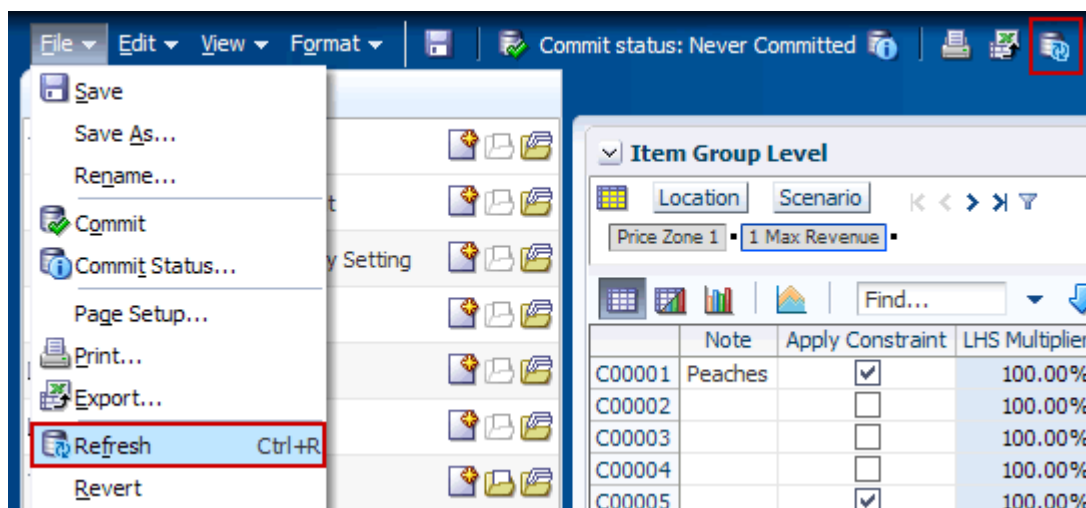 File Edit View Format Commit status: Never Committed
Save
Save As...
Rename...
t
Commit
Commit Status...
y Setting
Page Setup...
Print...
Export...
Refresh Ctrl+R
Revert
Item Group Level
Location Scenario
Price Zone 1 1 Max Revenue
Find...
Note Apply Constraint LHS Multiplier
C00001 Peaches 100.00%
C00002 100.00%
C00003 100.00%
C00004 100.00%
C00005 100.00%